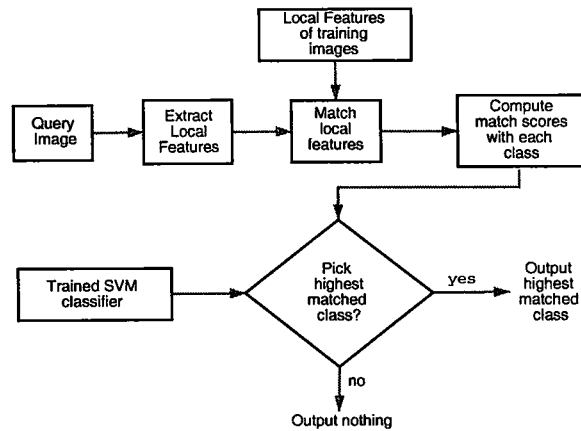 Local Features
of training
images
Query
Image
Extract
Local
Features
Match
local
features
Compute
match scores
with each
class
Trained SVM
classifier
Pick
highest
matched
class?
yes
Output
highest
matched
class
no
Output nothing